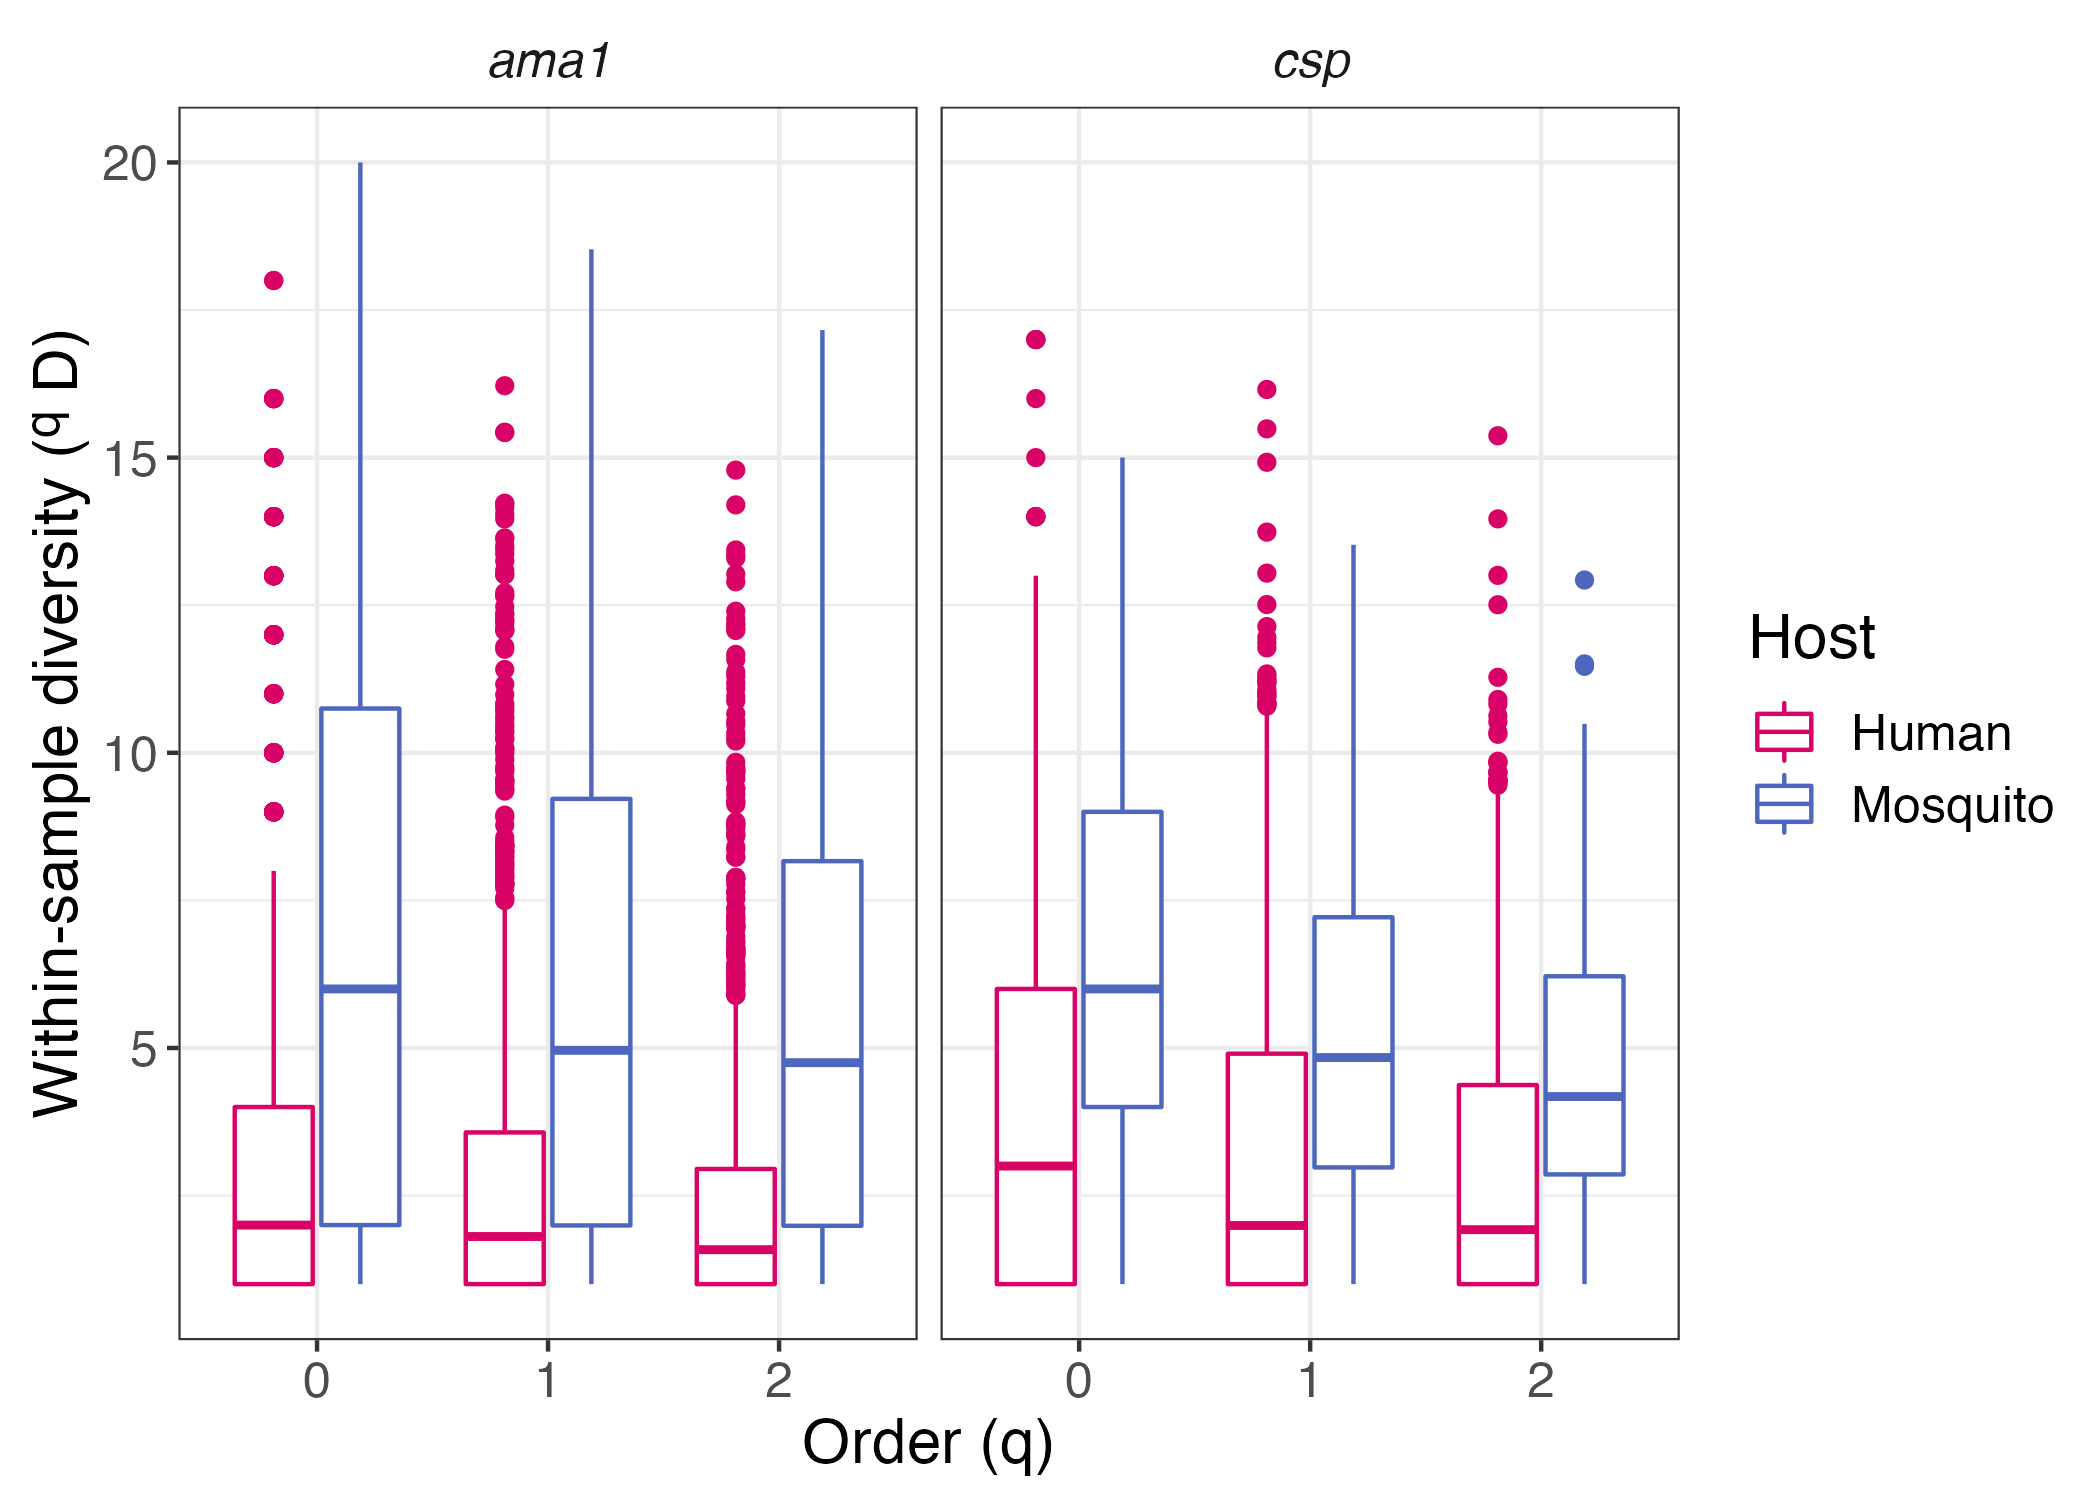 ama1
csp
20
15
10
5
Within-sample diversity (q D)
0 1 2
0 1 2
Order (q)
Host
Human
Mosquito